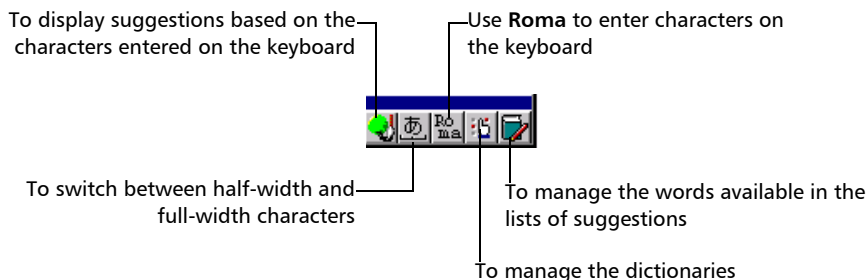 To display suggestions based on the
characters entered on the keyboard
Use Roma to enter characters on
the keyboard
あ
Ro
ma
To switch between half-width and
full-width characters
To manage the words available in the
lists of suggestions
To manage the dictionaries